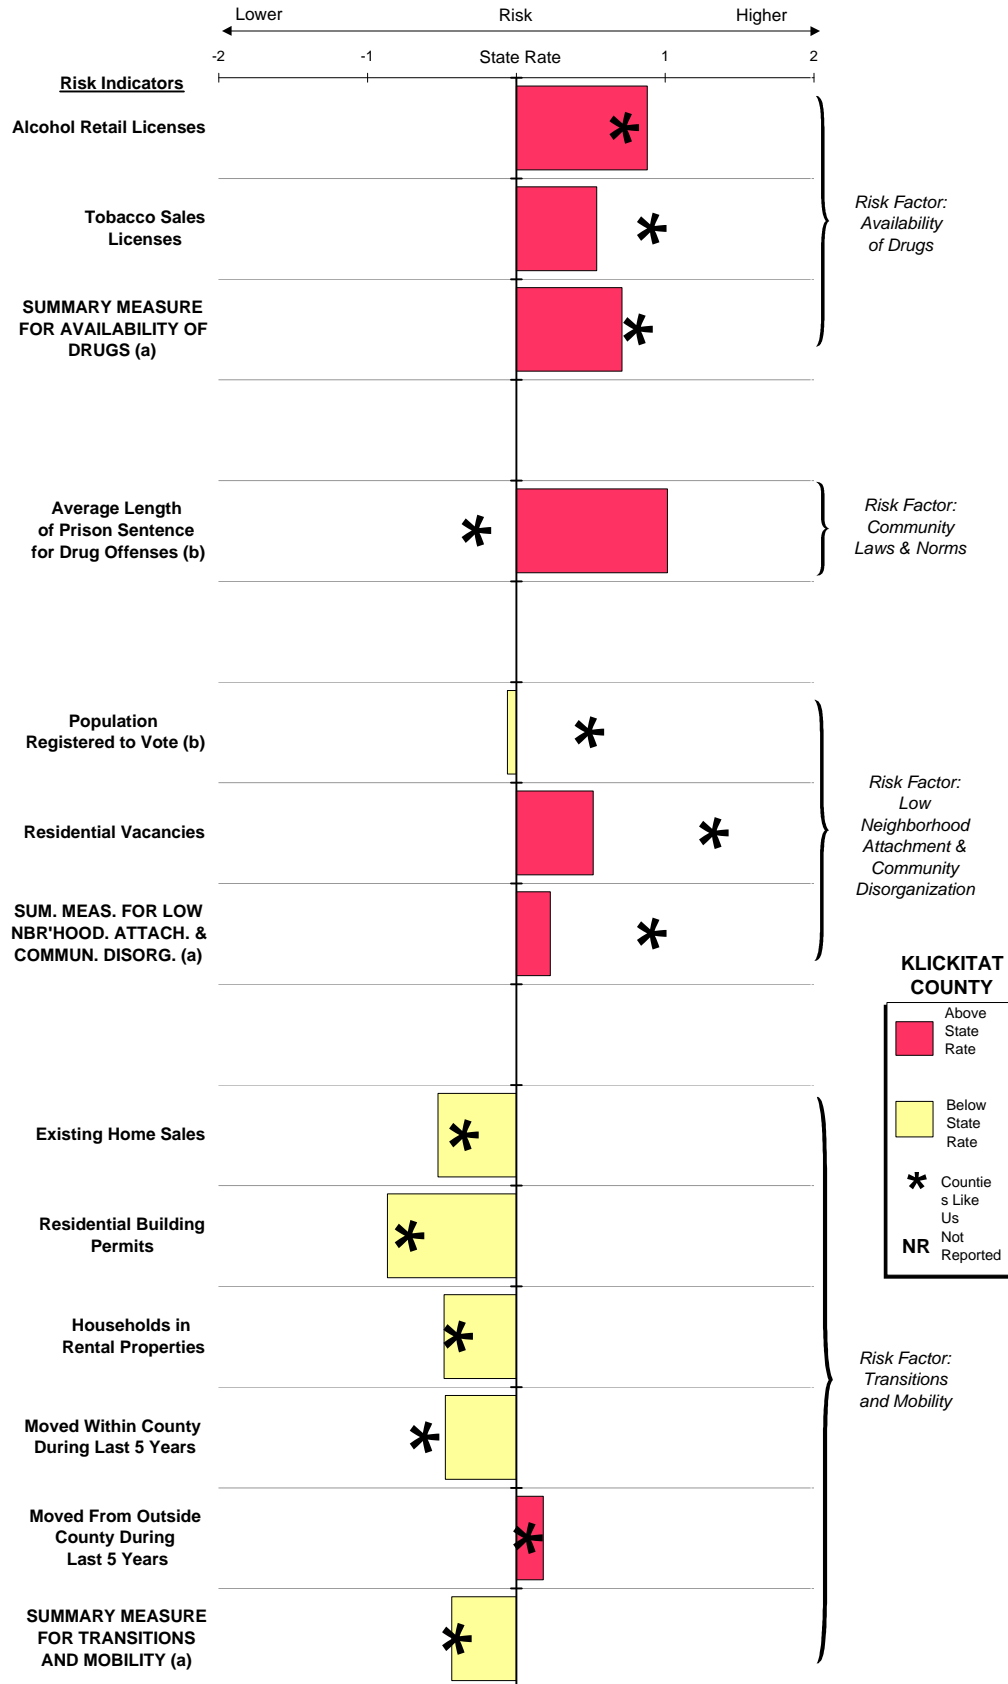 Lower Risk Higher
-2 -1 State Rate 1 2
Risk Indicators
Alcohol Retail Licenses
Tobacco Sales
Licenses
SUMMARY MEASURE
FOR AVAILABILITY OF
DRUGS (a)
Risk Factor:
Availability
of Drugs
Average Length
of Prison Sentence
for Drug Offenses (b)
Risk Factor:
Community
Laws & Norms
Population
Registered to Vote (b)
Residential Vacancies
SUM. MEAS. FOR LOW
NBR'HOOD. ATTACH. &
COMMUN. DISORG. (a)
Risk Factor:
Low
Neighborhood
Attachment &
Community
Disorganization
KLICKITAT
COUNTY
Above
State
Rate
Below
State
Rate
* Countie
s Like
Us
NR Not
Reported
Existing Home Sales
Residential Building
Permits
Households in
Rental Properties
Moved Within County
During Last 5 Years
Moved From Outside
County During
Last 5 Years
SUMMARY MEASURE
FOR TRANSITIONS
AND MOBILITY (a)
Risk Factor:
Transitions
and Mobility